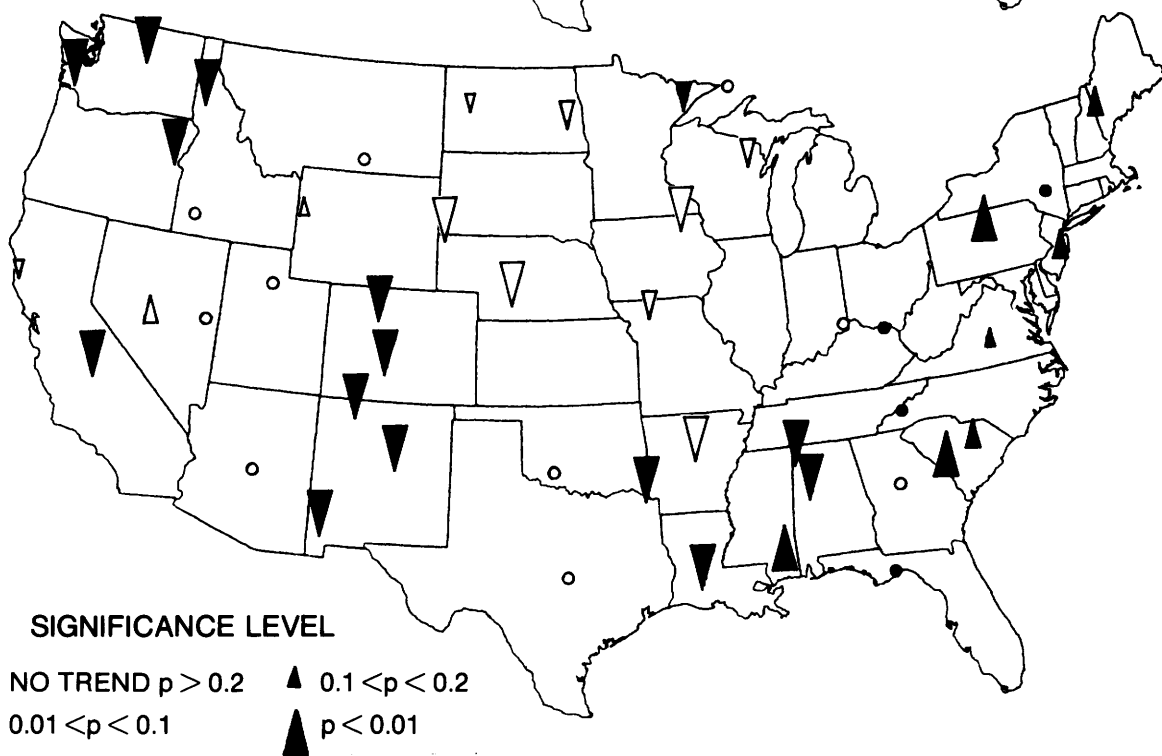 SIGNIFICANCE LEVEL
NO TREND p > 0.2 0.1 <p < 0.2
0.01 <p < 0.1 p < 0.01